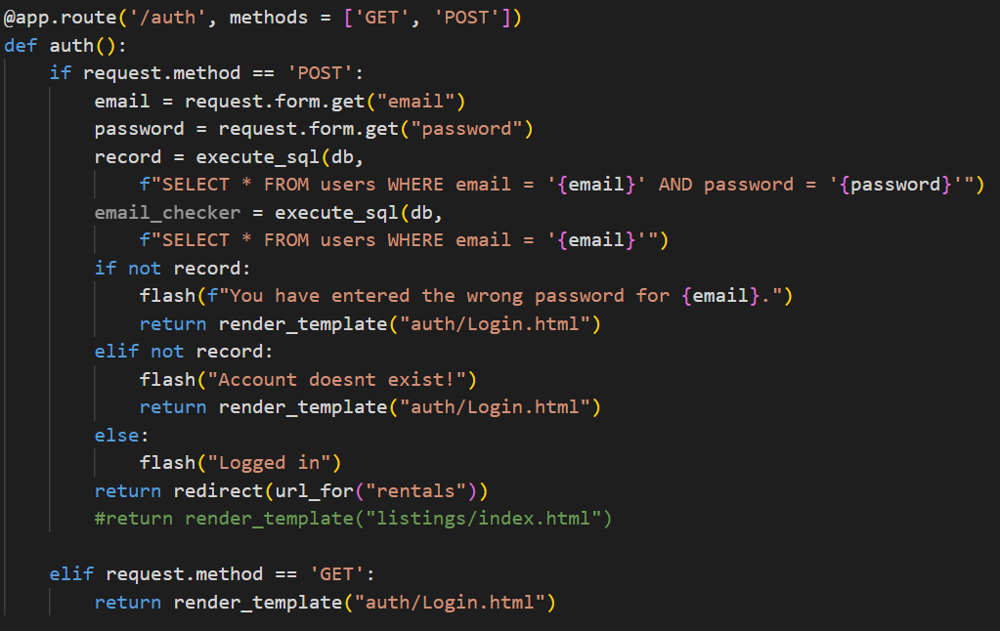 @app.route('/auth', methods = ['GET', 'POST'])
def auth():
    if request.method == 'POST':
        email = request.form.get("email")
        password = request.form.get("password")
        record = execute_sql(db,
            f"SELECT * FROM users WHERE email = '{email}' AND password = '{password}'")
        email_checker = execute_sql(db,
            f"SELECT * FROM users WHERE email = '{email}'")
        if not record:
            flash(f"You have entered the wrong password for {email}.")
            return render_template("auth/Login.html")
        elif not record:
            flash("Account doesnt exist!")
            return render_template("auth/Login.html")
        else:
            flash("Logged in")
        return redirect(url_for("rentals"))
        #return render_template("listings/index.html")

    elif request.method == 'GET':
        return render_template("auth/Login.html")